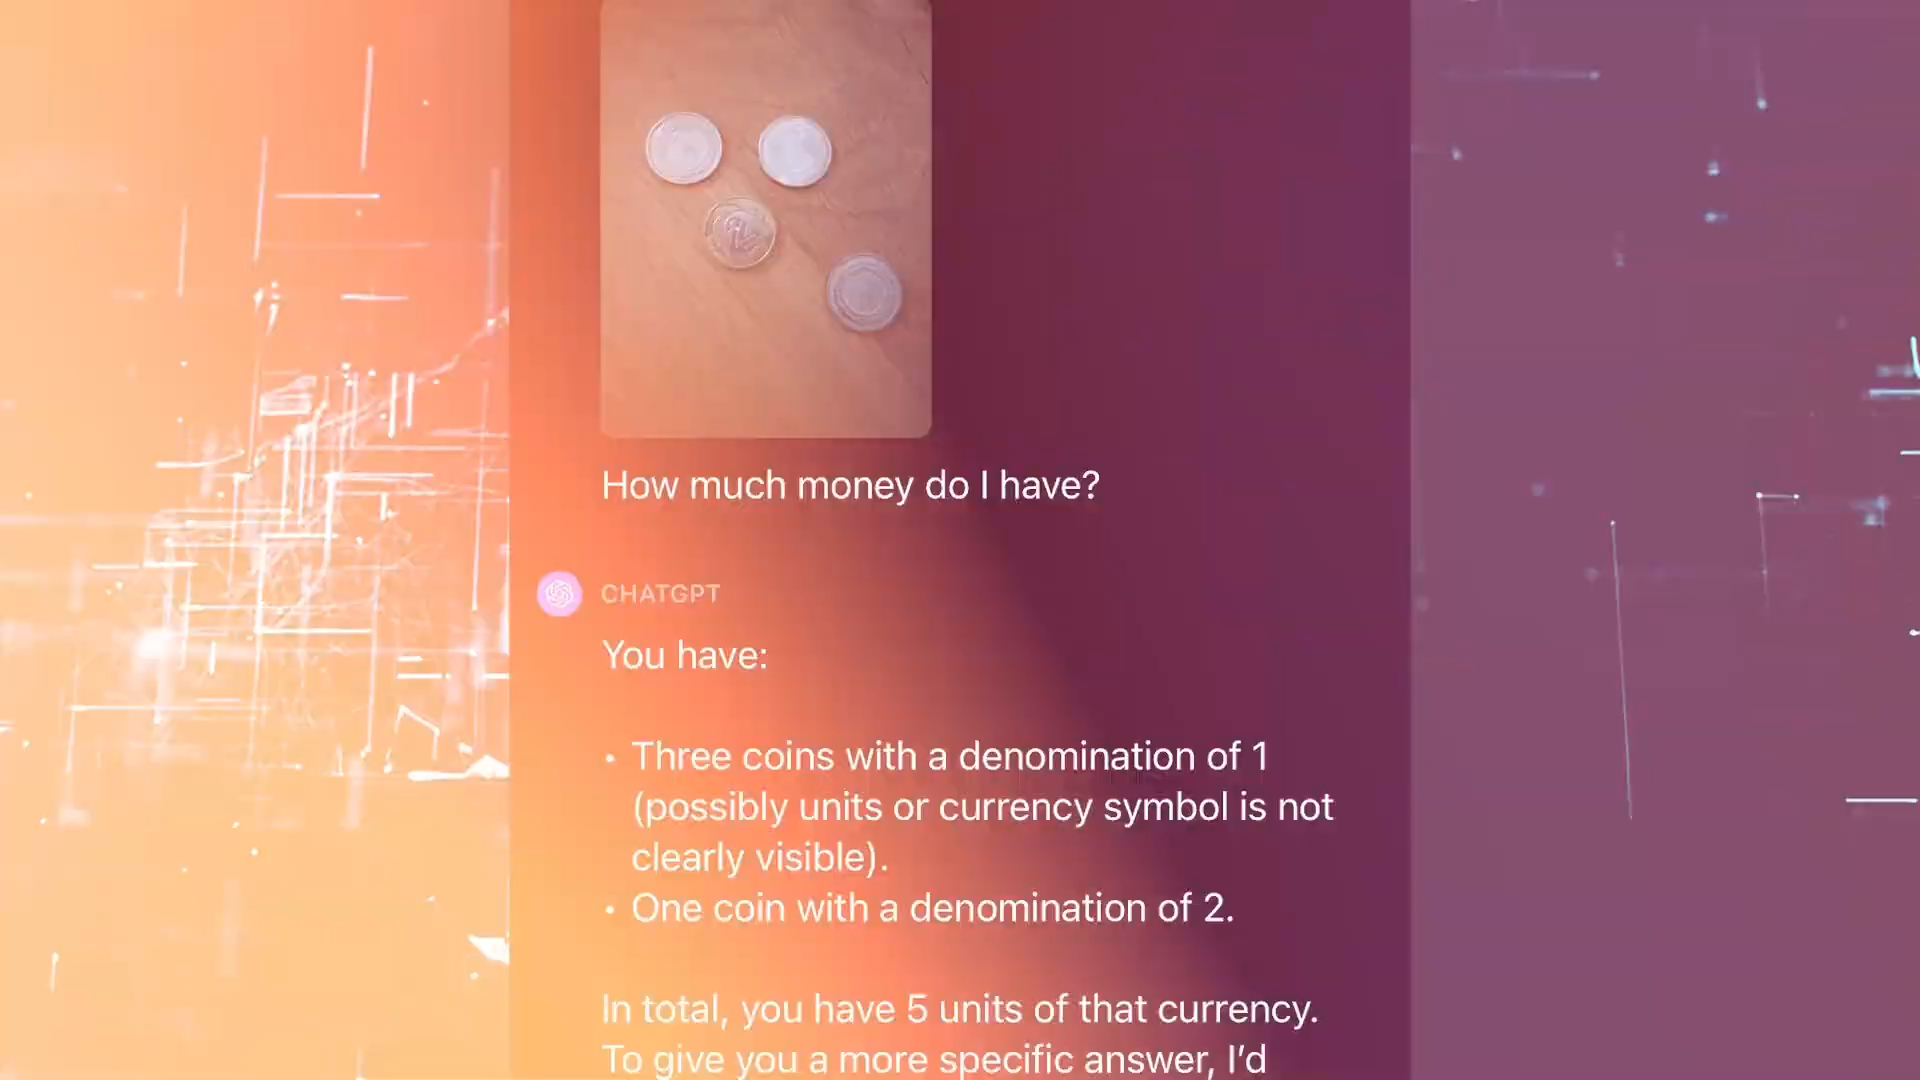 How much money do I have?
CHATGPT
You have:
• Three coins with a denomination of 1
(possibly units or currency symbol is not
clearly visible).
• One coin with a denomination of 2.
In total, you have 5 units of that currency.
To give you a more specific answer, I’d